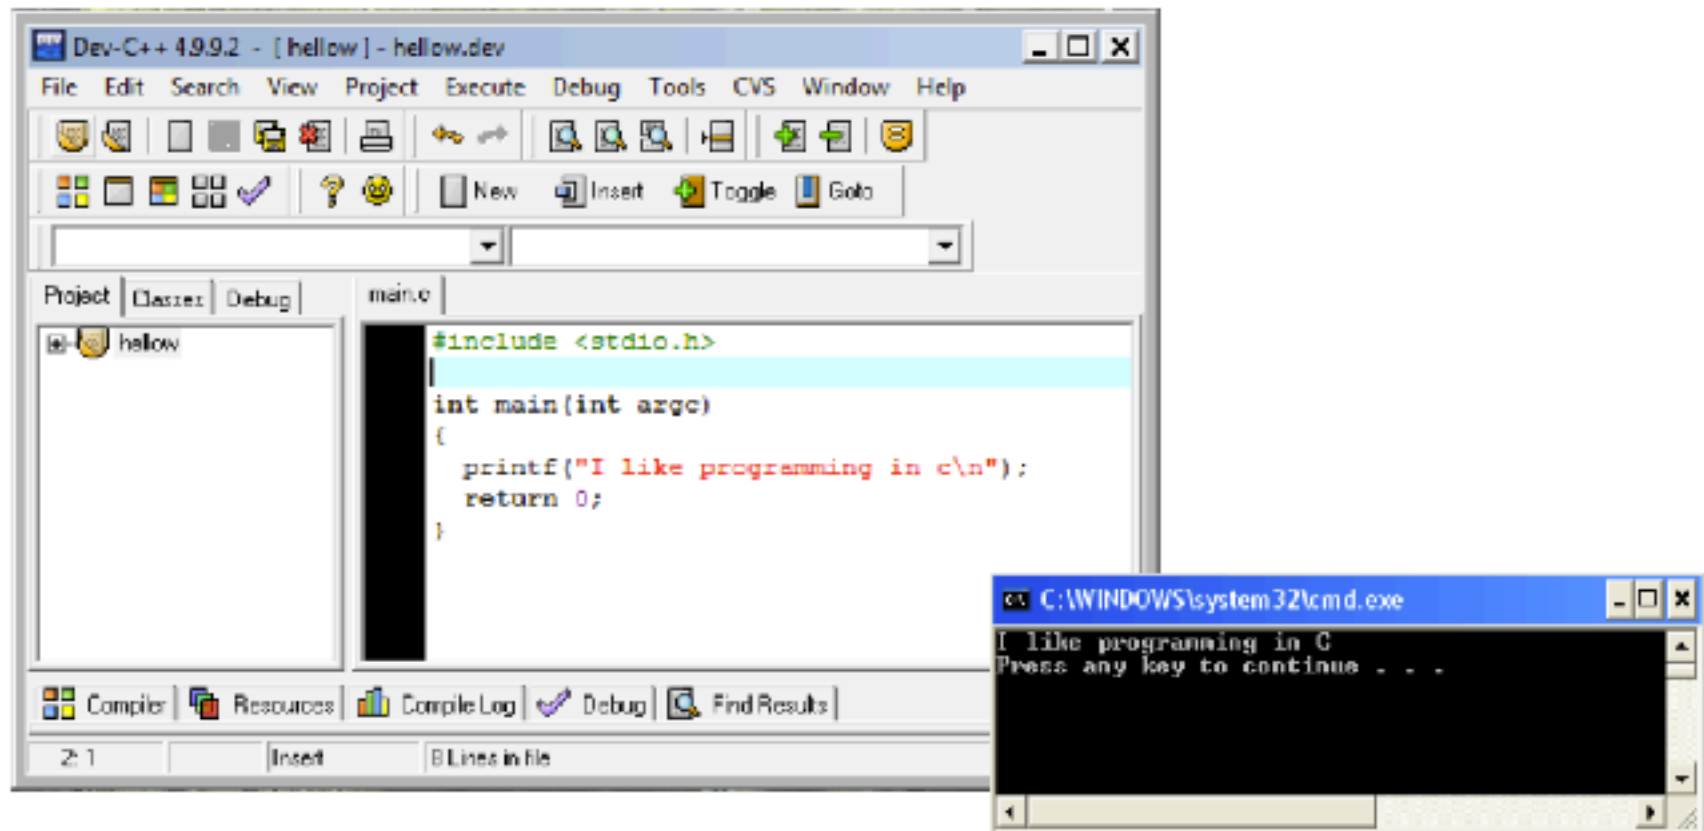 Dev-C++ 4.9.9.2 - [ hellow ] - hellow.dev
File Edit Search View Project Execute Debug Tools CVS Window Help
New Insert Toggle Goto
Project Classes Debug main.c
hellow
#include <stdio.h>
int main(int argc)
{
printf("I like programming in c\n");
return 0;
}
Compiler Resources Compile Log Debug Find Results
2: 1 Insert 8 Lines in file
C:\WINDOWS\system32\cmd.exe
I like programming in C
Press any key to continue . . .